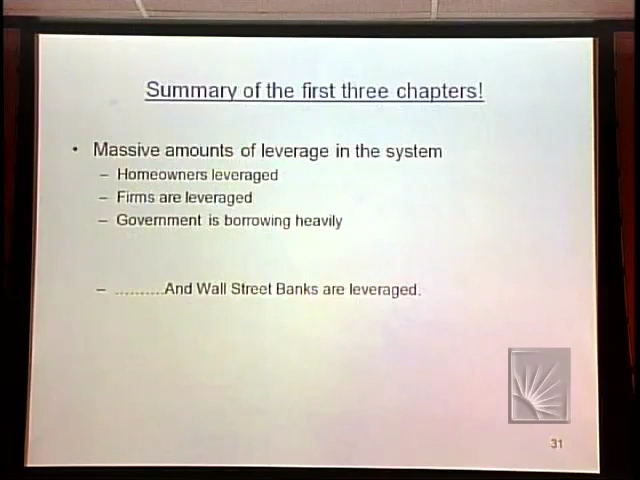 Summary of the first three chapters!
• Massive amounts of leverage in the system
– Homeowners leveraged
– Firms are leveraged
– Government is borrowing heavily
– ……….And Wall Street Banks are leveraged.
31